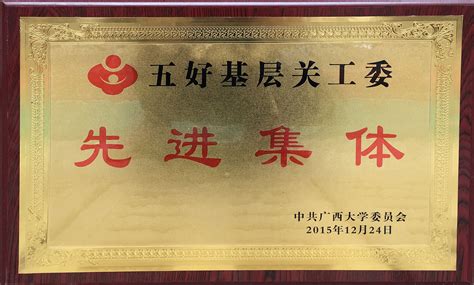 五好基层关工委
先进集体
中共广西大学委员会
2015年12月24日